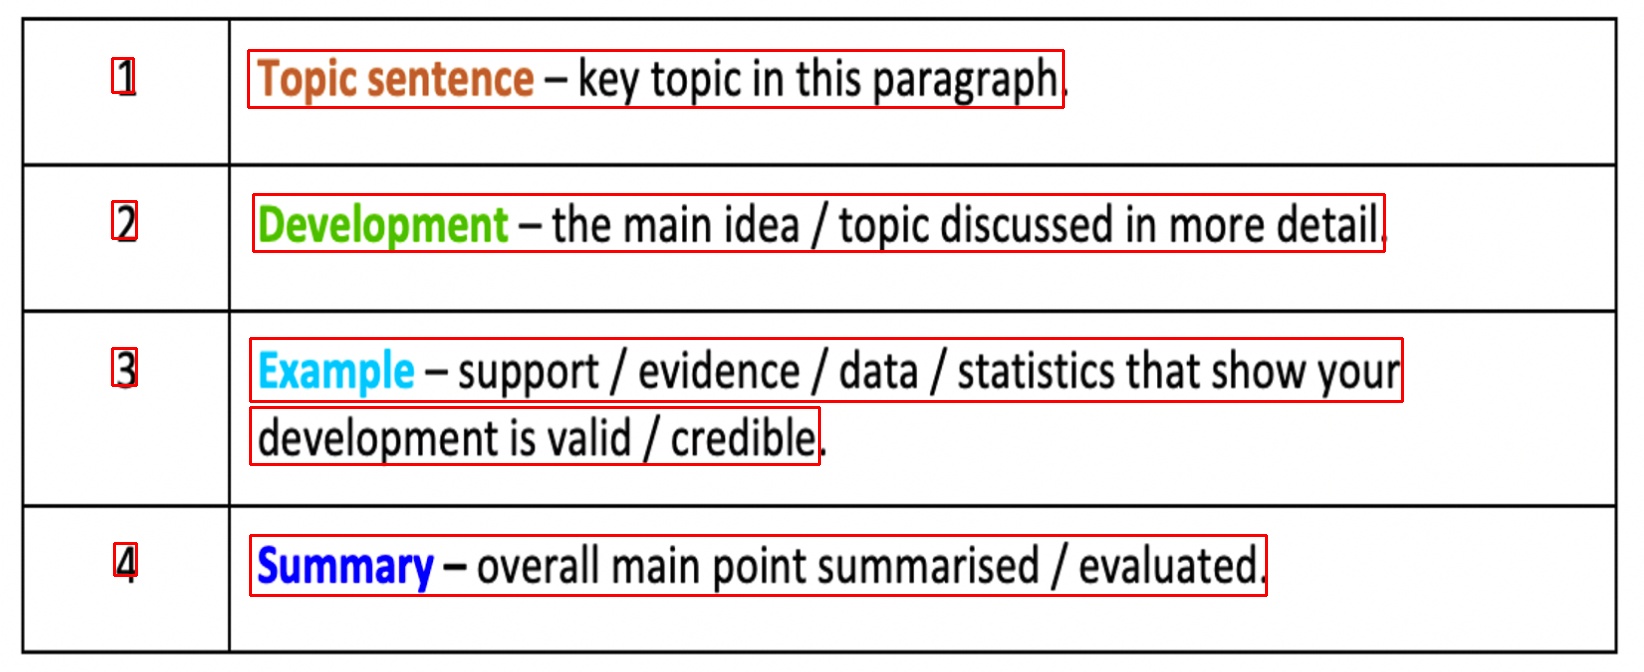 1
Topic sentence – key topic in this paragraph.
2
Development – the main idea / topic discussed in more detail.
3
Example – support / evidence / data / statistics that show your
development is valid / credible.
4
Summary – overall main point summarised / evaluated.